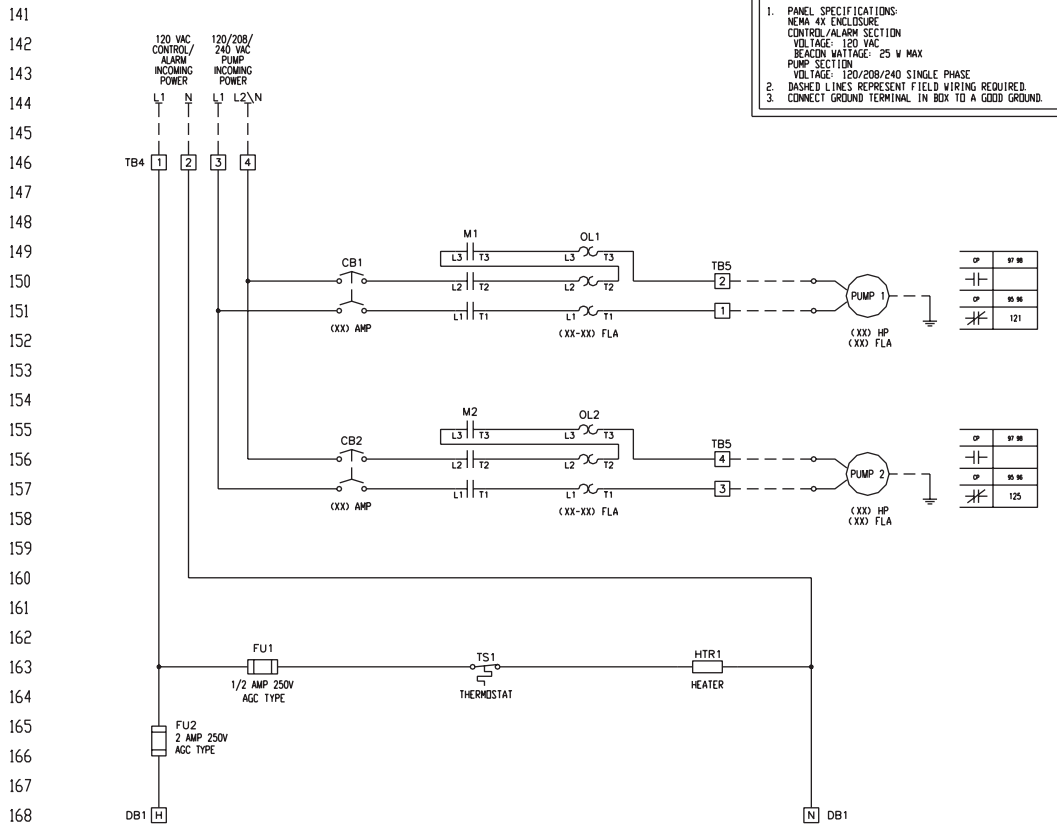 1. PANEL SPECIFICATIONS:
NEMA 4X ENCLOSURE
CONTROL/ALARM SECTION
VOLTAGE: 120 VAC
BEACON WATTAGE: 25 W MAX
PUMP SECTION
VOLTAGE: 120/208/240 SINGLE PHASE
2. DASHED LINES REPRESENT FIELD WIRING REQUIRED.
3. CONNECT GROUND TERMINAL IN BOX TO A GOOD GROUND.
141
142
143
144
145
146
147
148
149
150
151
152
153
154
155
156
157
158
159
160
161
162
163
164
165
166
167
168
120 VAC
CONTROL/
ALARM
INCOMING
POWER
120/208/
240 VAC
PUMP
INCOMING
POWER
L1 N L1 L2\N
TB4 1 2 3 4
M1
OL1
L3 T3 L3 T3
CB1
TB5
L2 T2 L2 T2
2
PUMP 1
L1 T1 L1 T1
1
(XX) AMP
(XX-XX) FLA
(XX) HP
(XX) FLA
OP 97 98
OP 95 96
121
M2
OL2
L3 T3 L3 T3
CB2
TB5
L2 T2 L2 T2
4
PUMP 2
L1 T1 L1 T1
3
(XX) AMP
(XX-XX) FLA
(XX) HP
(XX) FLA
OP 97 98
OP 95 96
125
FU1
1/2 AMP 250V
AGC TYPE
TS1
THERMOSTAT
HTR1
HEATER
FU2
2 AMP 250V
AGC TYPE
DB1 H
N DB1